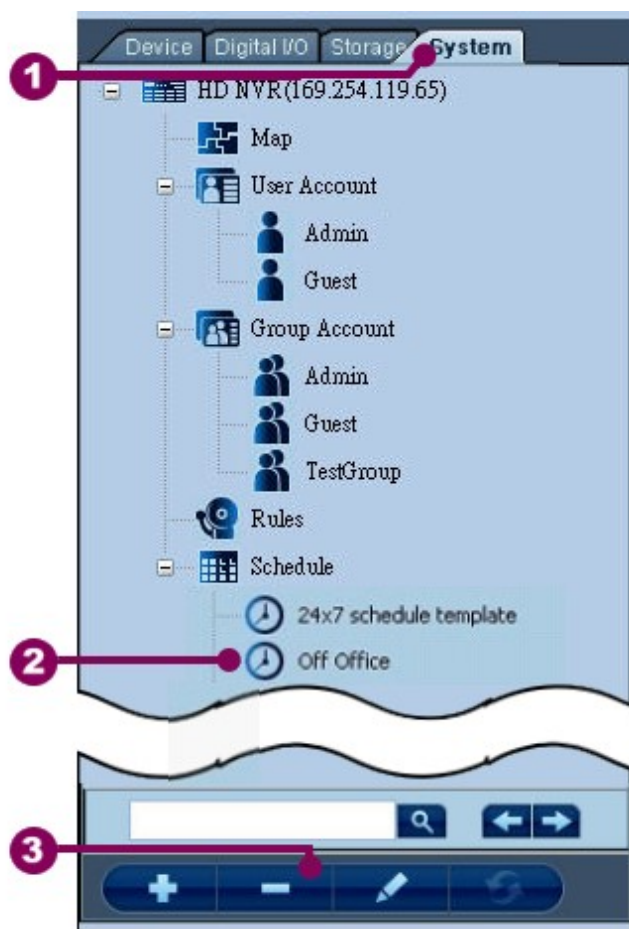 Device Digital I/O Storage System
1
HD NVR(169.254.119.65)
Map
User Account
Admin
Guest
Group Account
Admin
Guest
TestGroup
Rules
Schedule
24x7 schedule template
2
Off Office
3